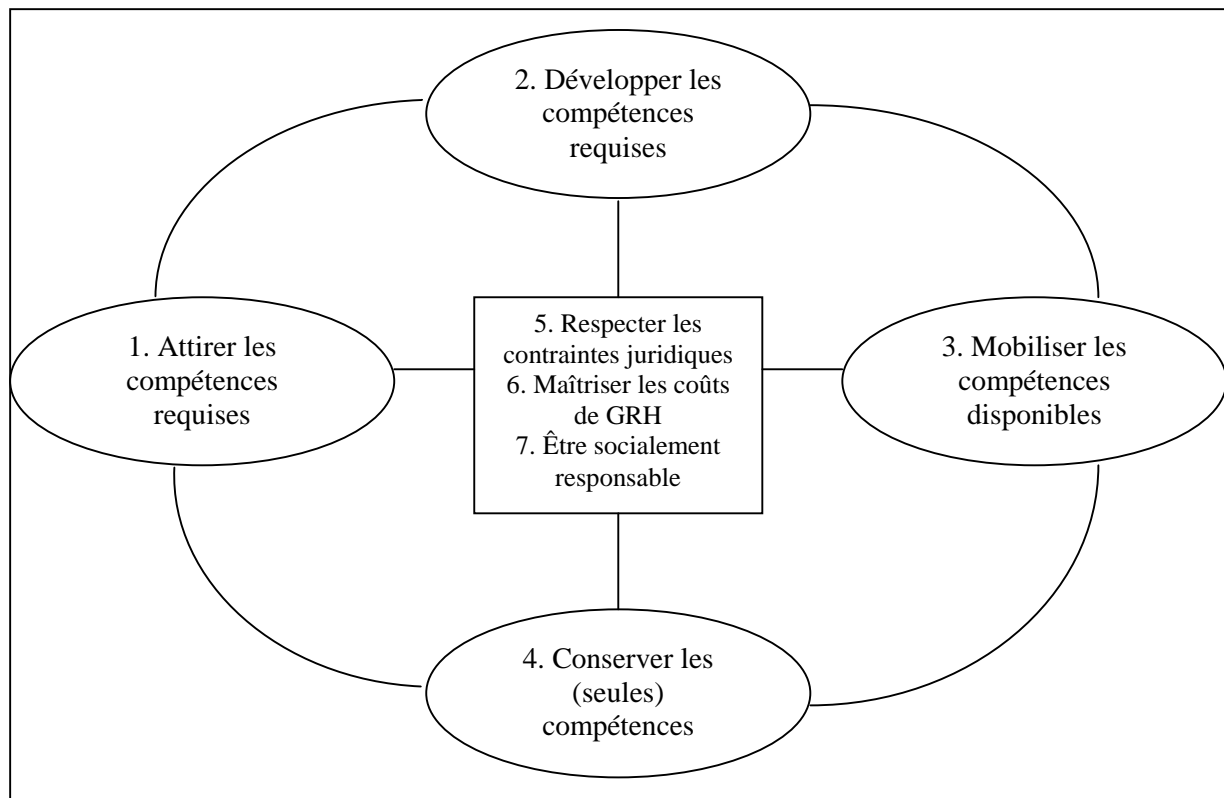 2. Développer les
compétences
requises
1. Attirer les
compétences
requises
5. Respecter les
contraintes juridiques
6. Maîtriser les coûts
de GRH
7. Être socialement
responsable
3. Mobiliser les
compétences
disponibles
4. Conserver les
(seules)
compétences